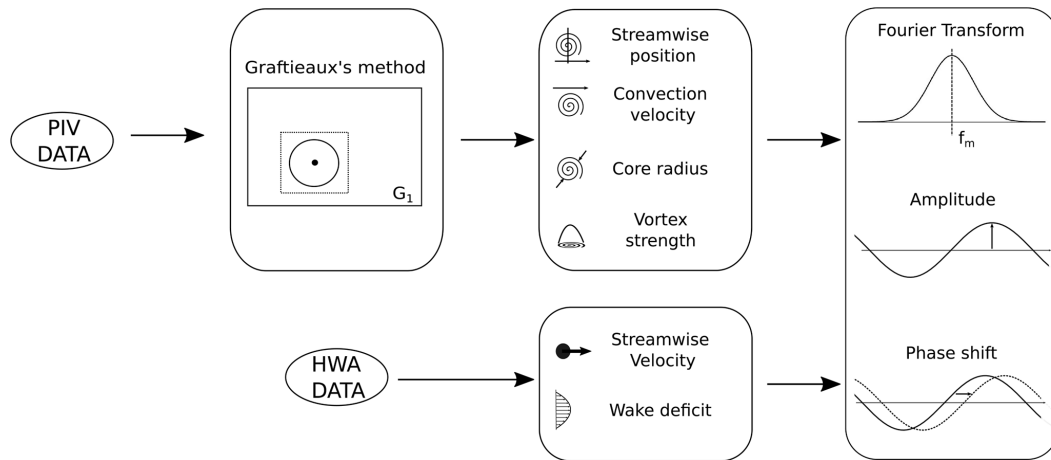 PIV
DATA
Graftieaux's method
G₁
Streamwise
position
Convection
velocity
Core radius
Vortex
strength
HWA
DATA
Streamwise
Velocity
Wake deficit
Fourier Transform
fₘ
Amplitude
Phase shift